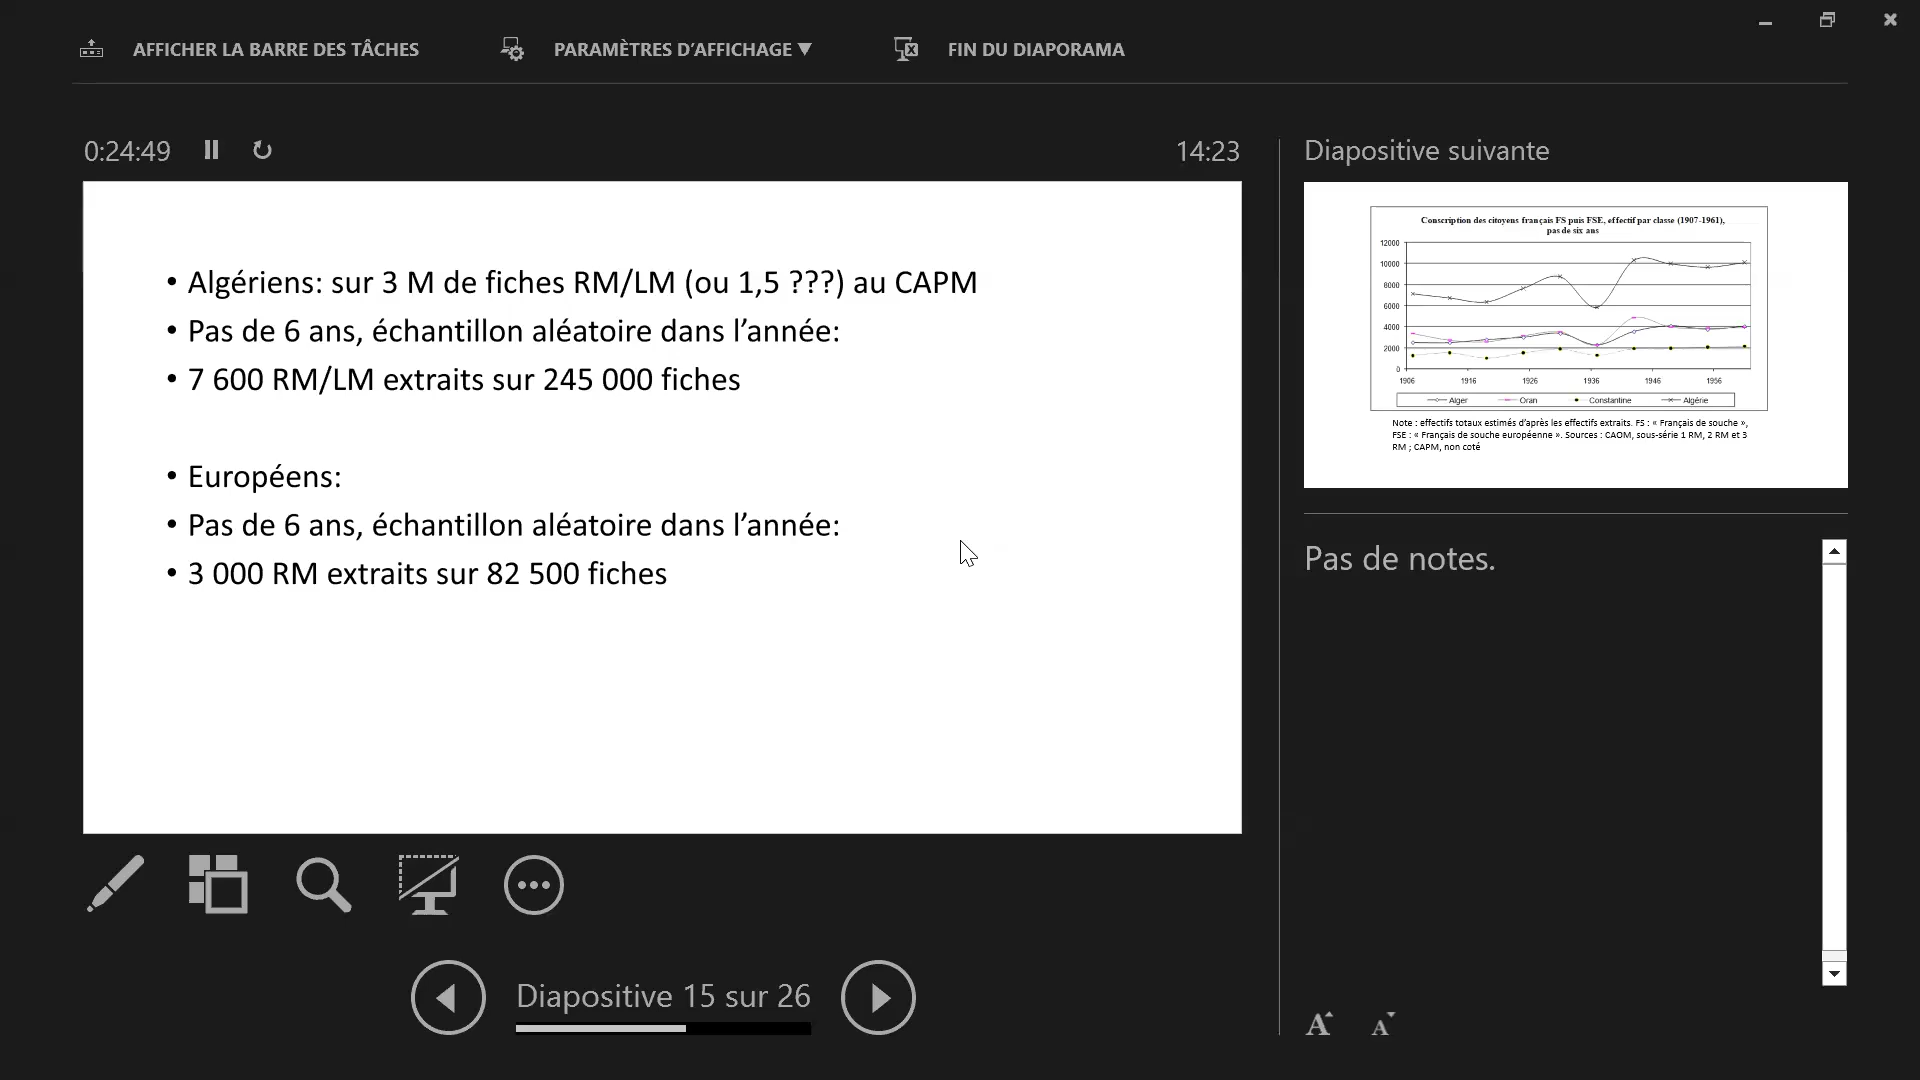 AFFICHER LA BARRE DES TÂCHES
PARAMÈTRES D'AFFICHAGE ▼
FIN DU DIAPORAMA
0:24:49
14:23
• Algériens: sur 3 M de fiches RM/LM (ou 1,5 ???) au CAPM
• Pas de 6 ans, échantillon aléatoire dans l'année:
• 7 600 RM/LM extraits sur 245 000 fiches
• Européens:
• Pas de 6 ans, échantillon aléatoire dans l'année:
• 3 000 RM extraits sur 82 500 fiches
Diapositive 15 sur 26
Diapositive suivante
Conscription des citoyens français FS puis FSE, effectif par classe (1907-1961),
pas de six ans
12000
10000
8000
6000
4000
2000
0
1906 1916 1926 1936 1946 1956
Alger Oran Constantine Algérie
Note : effectifs totaux estimés d'après les effectifs extraits. FS : « Français de souche »,
FSE : « Français de souche européenne ». Sources : CAOM, sous-série 1 RM, 2 RM et 3
RM ; CAPM, non coté
Pas de notes.
A A